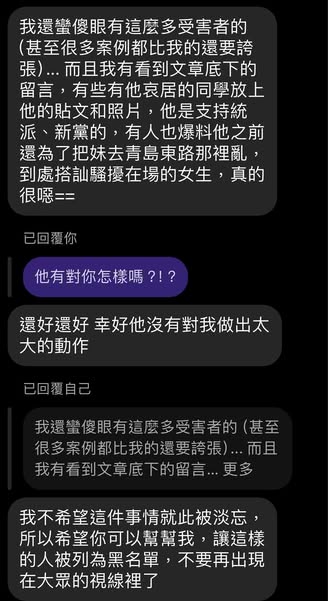 我還蠻傻眼有這麼多受害者的
(甚至很多案例都比我的還要誇
張)... 而且我有看到文章底下的
留言，有些有他哀居的同學放上
他的貼文和照片，他是支持統
派、新黨的，有人也爆料他之前
還為了把妹去青島東路那裡亂，
到處搭訕騷擾在場的女生，真的
很噁==
已回覆你
他有對你怎樣嗎？!？
還好還好 幸好他沒有對我做出太
大的動作
已回覆自己
我還蠻傻眼有這麼多受害者的 (甚至
很多案例都比我的還要誇張)... 而且
我有看到文章底下的留言... 更多
我不希望這件事情就此被淡忘，
所以希望你可以幫幫我，讓這樣
的人被列為黑名單，不要再出現
在大眾的視線裡了